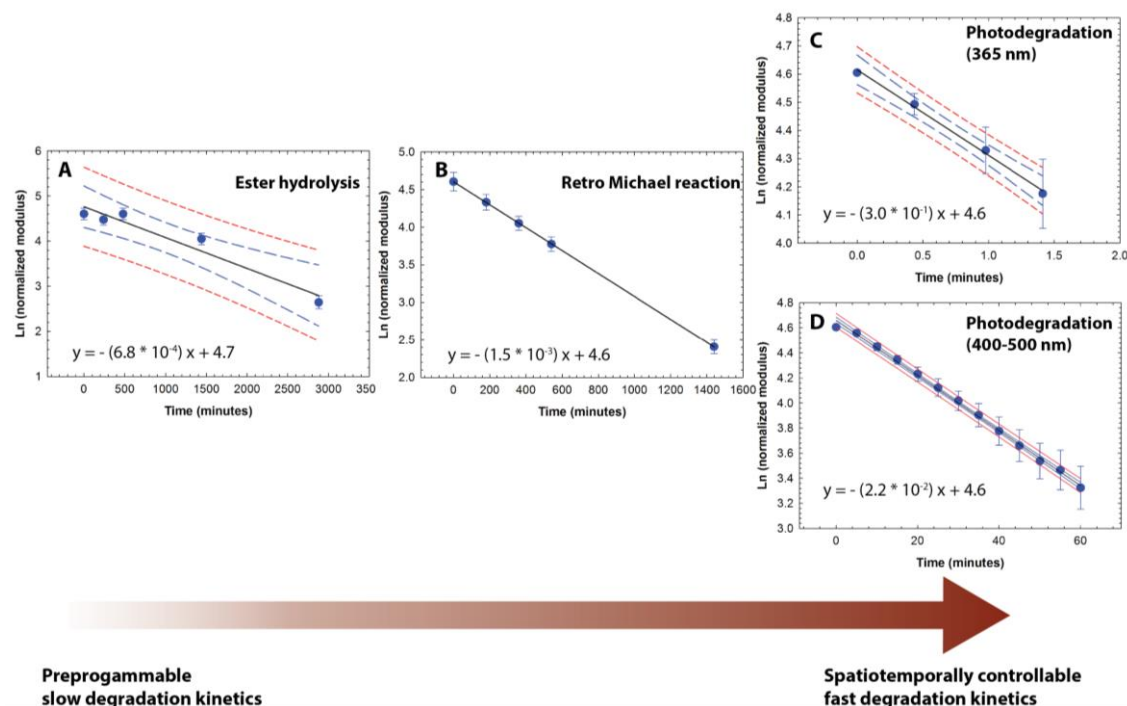 A
Ester hydrolysis
Ln (normalized modulus)
6
5
4
3
2
1
y = - (6.8 * 10-4) x + 4.7
0 500 1000 1500 2000 2500 3000 350
Time (minutes)
B
Retro Michael reaction
Ln (normalized modulus)
5.0
4.5
4.0
3.5
3.0
2.5
2.0
y = - (1.5 * 10-3) x + 4.6
0 200 400 600 800 1000 1200 1400 1600
Time (minutes)
C
Photodegradation
(365 nm)
Ln (normalized modulus)
4.8
4.7
4.6
4.5
4.4
4.3
4.2
4.1
4.0
y = - (3.0 * 10-1) x + 4.6
0.0 0.5 1.0 1.5 2.0
Time (minutes)
D
Photodegradation
(400-500 nm)
Ln (normalized modulus)
4.8
4.6
4.4
4.2
4.0
3.8
3.6
3.4
3.2
3.0
y = - (2.2 * 10-2) x + 4.6
0 20 40 60
Time (minutes)
Preprogammable
slow degradation kinetics
Spatiotemporally controllable
fast degradation kinetics